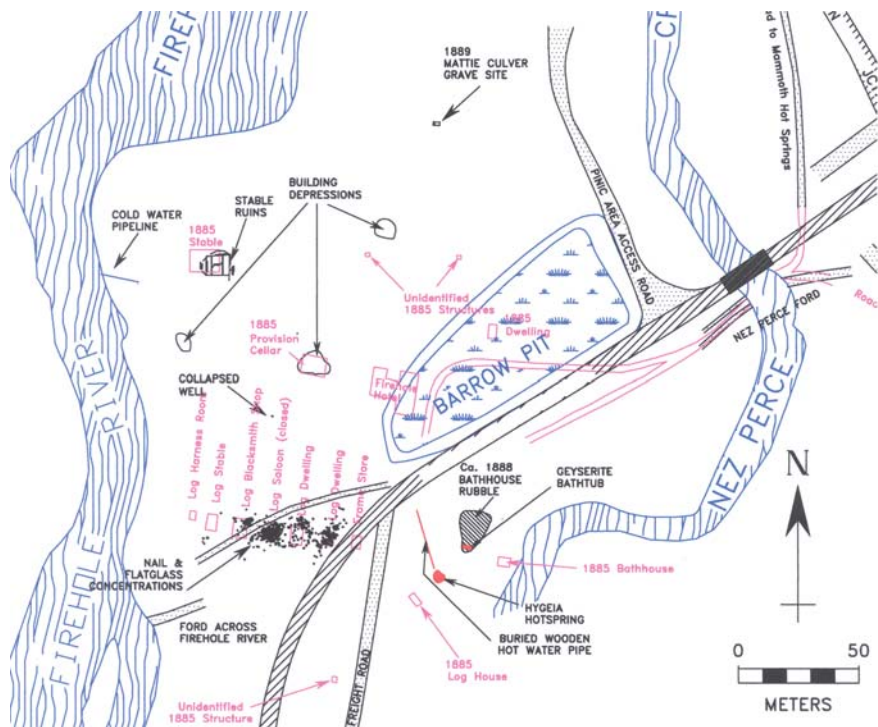 FIREH
CR
1889
MATTIE CULVER
GRAVE SITE
d to Mammoth Hot Springs
N
JC
BUILDING
DEPRESSIONS
STABLE
RUINS
COLD WATER
PIPELINE
1885
Stable
PINIC AREA ACCESS ROAD
Unidentified
1885 Structures
1885
Dwelling
NEZ PERCE FORD
Roac
1885
Provision
Cellar
BARROW PIT
Firehole
Hotel
COLLAPSED
WELL
FIREHOLE RIVER
NEZ PERCE
Log Harness Room
Log Stable
Log Blacksmith Shop
Log Saloon (closed)
Log Dwelling
Log Dwelling
Frame Store
Ca. 1888
BATHHOUSE
RUBBLE
GEYSERITE
BATHTUB
N
NAIL &
FLATGLASS
CONCENTRATIONS
1885 Bathhouse
HYGEIA
HOTSPRING
FORD ACROSS
FIREHOLE RIVER
BURIED WOODEN
HOT WATER PIPE
1885
Log House
Unidentified
1885 Structure
FREIGHT ROAD
0 50
METERS